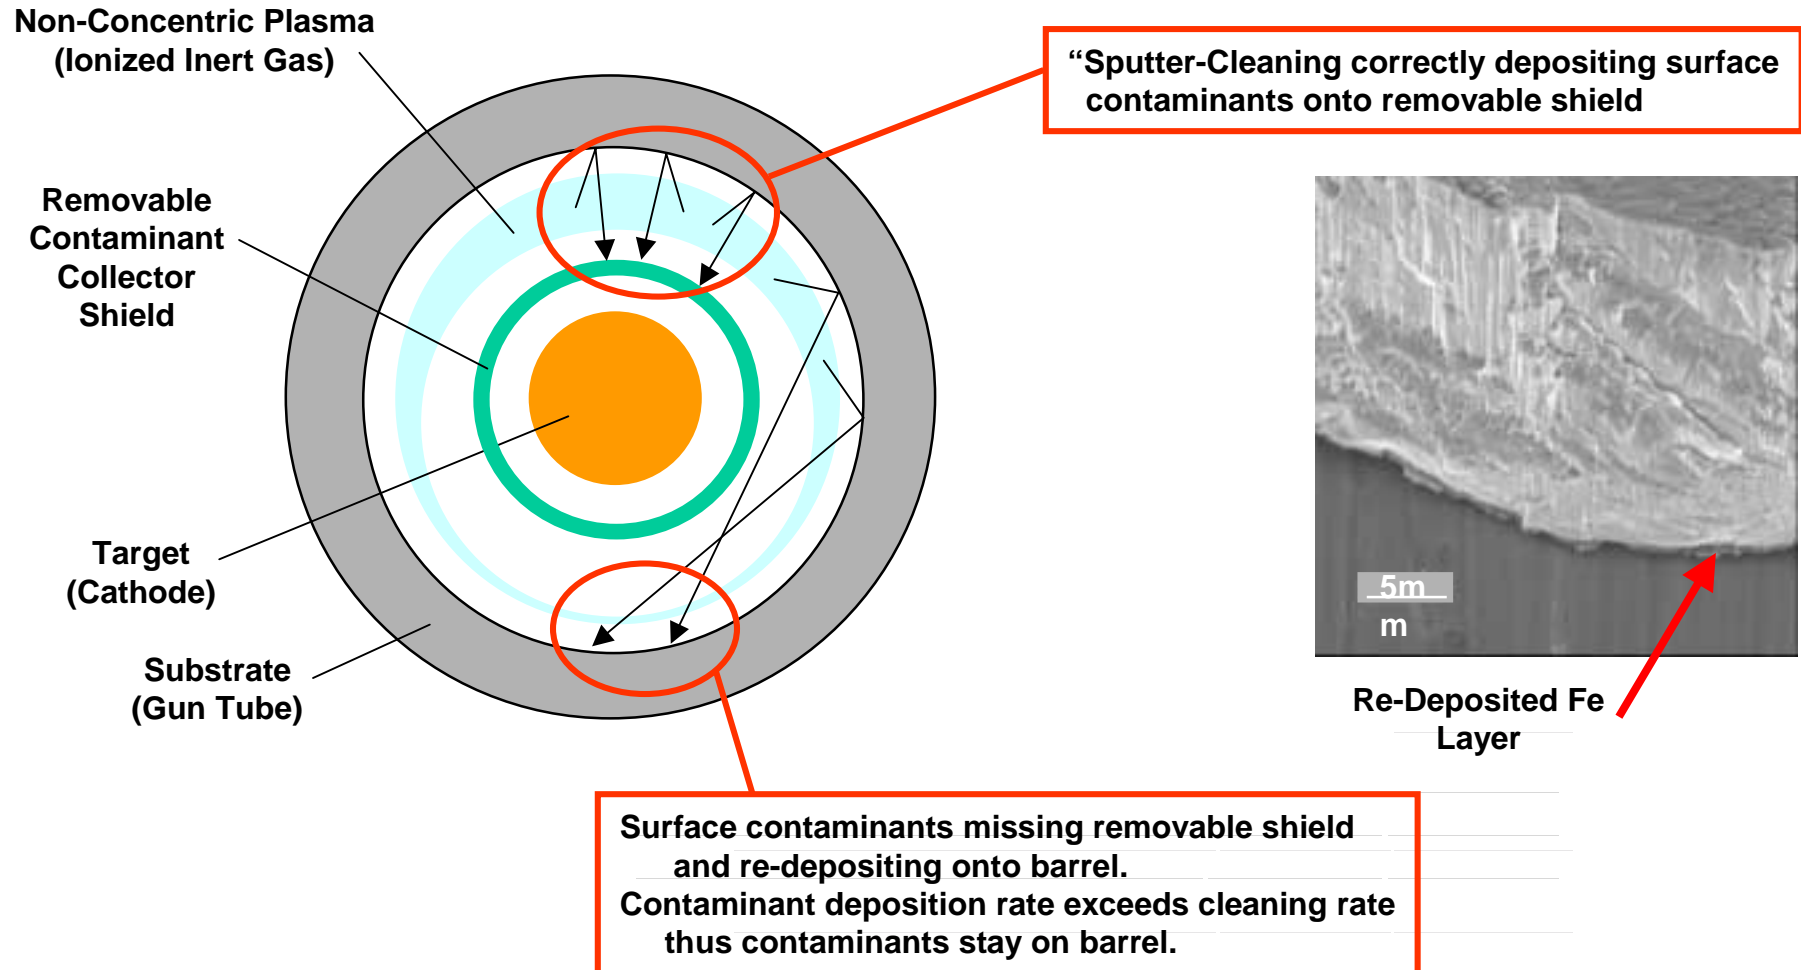 Non-Concentric Plasma
(Ionized Inert Gas)
“Sputter-Cleaning correctly depositing surface
contaminants onto removable shield
Removable
Contaminant
Collector
Shield
Target
(Cathode)
Substrate
(Gun Tube)
5m
m
Re-Deposited Fe
Layer
Surface contaminants missing removable shield
and re-depositing onto barrel.
Contaminant deposition rate exceeds cleaning rate
thus contaminants stay on barrel.